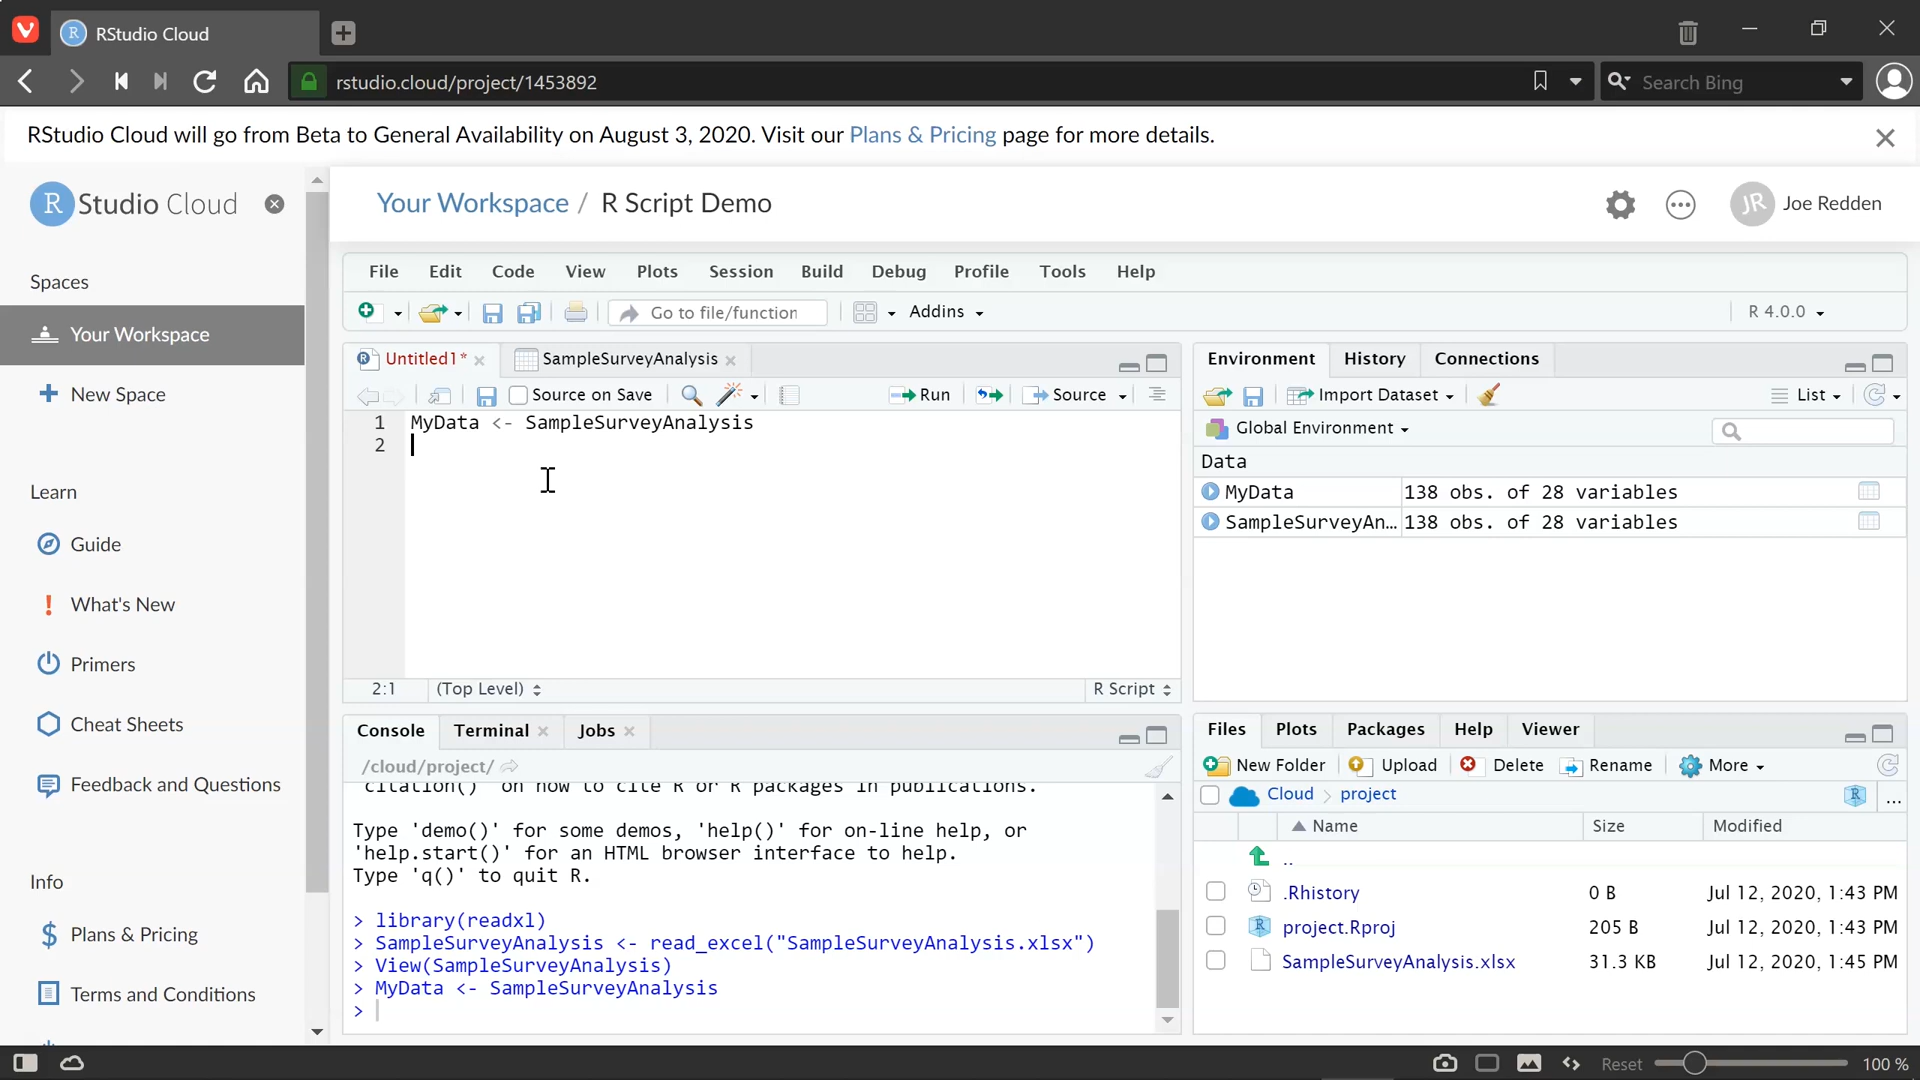 RStudio Cloud
rstudio.cloud/project/1453892
Search Bing
RStudio Cloud will go from Beta to General Availability on August 3, 2020. Visit our Plans & Pricing page for more details.
R Studio Cloud
Your Workspace / R Script Demo
JR Joe Redden
Spaces
Your Workspace
New Space
Learn
Guide
What's New
Primers
Cheat Sheets
Feedback and Questions
Info
Plans & Pricing
Terms and Conditions
File Edit Code View Plots Session Build Debug Profile Tools Help
Go to file/function Addins R 4.0.0
Untitled1* SampleSurveyAnalysis
Source on Save Run Source
1 MyData <- SampleSurveyAnalysis
2
2:1 (Top Level) R Script
Console Terminal Jobs
/cloud/project/
'citation()' on how to cite R or R packages in publications.
Type 'demo()' for some demos, 'help()' for on-line help, or
'help.start()' for an HTML browser interface to help.
Type 'q()' to quit R.
> library(readxl)
> SampleSurveyAnalysis <- read_excel("SampleSurveyAnalysis.xlsx")
> View(SampleSurveyAnalysis)
> MyData <- SampleSurveyAnalysis
>
Environment History Connections
Import Dataset List
Global Environment
Data
MyData 138 obs. of 28 variables
SampleSurveyAn... 138 obs. of 28 variables
Files Plots Packages Help Viewer
New Folder Upload Delete Rename More
Cloud > project R ...
Name Size Modified
..
.Rhistory 0 B Jul 12, 2020, 1:43 PM
project.Rproj 205 B Jul 12, 2020, 1:43 PM
SampleSurveyAnalysis.xlsx 31.3 KB Jul 12, 2020, 1:45 PM
Reset 100 %